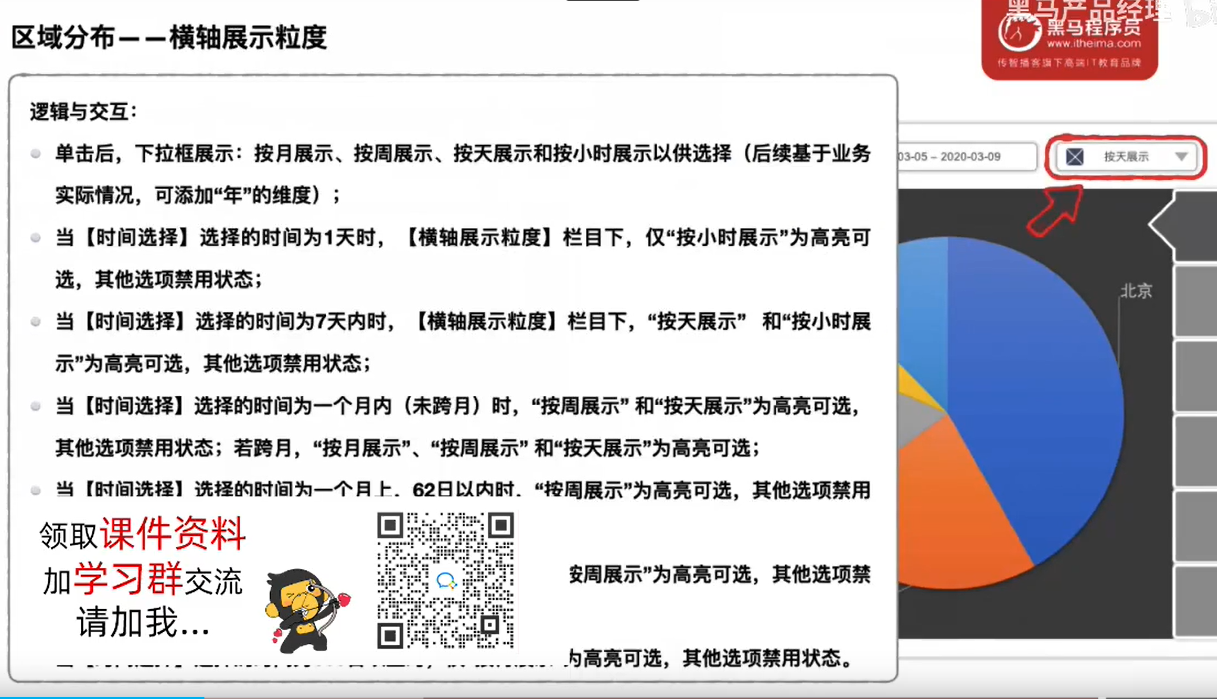 区域分布——横轴展示粒度
黑马产品经理
黑马程序员
www.itheima.com
传智播客旗下高端IT教育品牌
逻辑与交互：
单击后，下拉框展示：按月展示、按周展示、按天展示和按小时展示以供选择（后续基于业务
实际情况，可添加“年”的维度）；
当【时间选择】选择的时间为1天时，【横轴展示粒度】栏目下，仅“按小时展示”为高亮可
选，其他选项禁用状态；
当【时间选择】选择的时间为7天内时，【横轴展示粒度】栏目下，“按天展示” 和“按小时展
示”为高亮可选，其他选项禁用状态；
当【时间选择】选择的时间为一个月内（未跨月）时，“按周展示” 和“按天展示”为高亮可选，
其他选项禁用状态；若跨月，“按月展示”、“按周展示” 和“按天展示”为高亮可选；
当【时间选择】选择的时间为一个月上，62日以内时，“按周展示”为高亮可选，其他选项禁用
按周展示”为高亮可选，其他选项禁
为高亮可选，其他选项禁用状态。
03-05 – 2020-03-09
按天展示
北京
领取课件资料
加学习群交流
请加我...